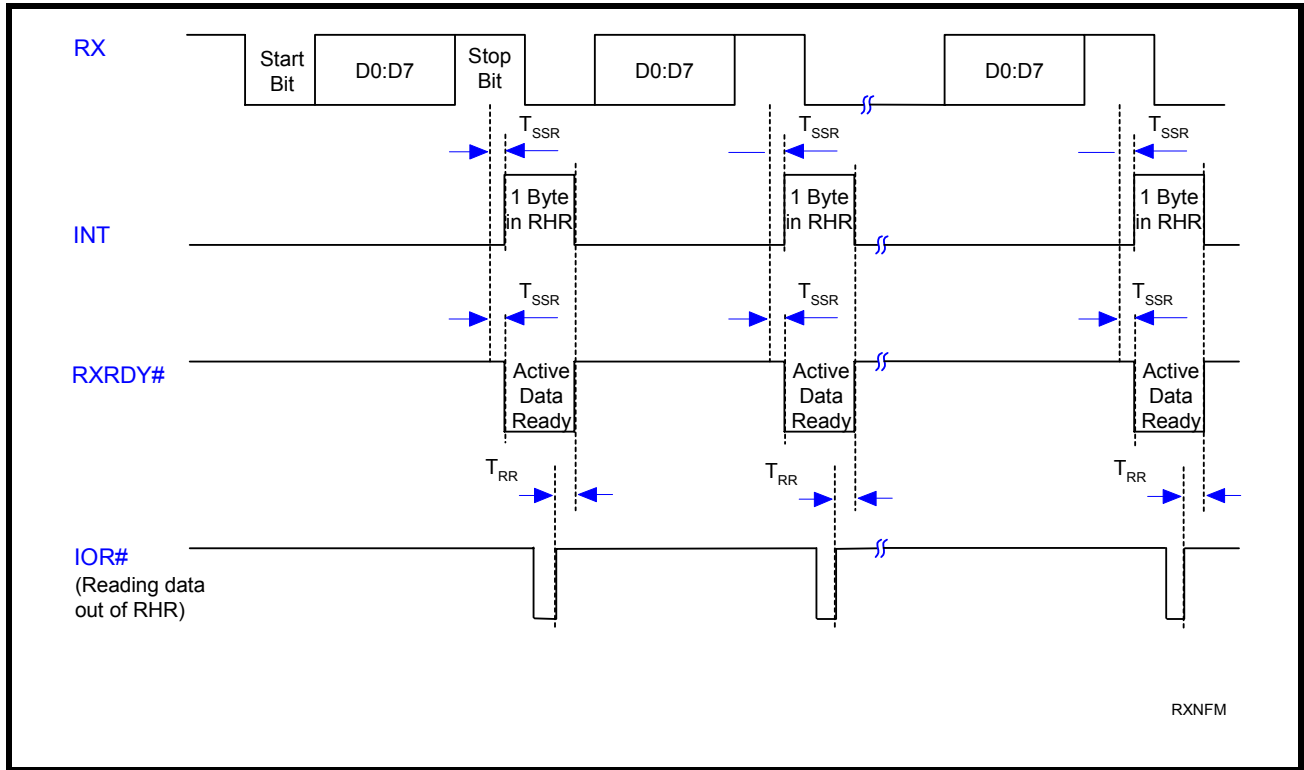 RX
Start
Bit
D0:D7
Stop
Bit
D0:D7
D0:D7
TSSR
TSSR
TSSR
INT
1 Byte
in RHR
1 Byte
in RHR
1 Byte
in RHR
TSSR
TSSR
TSSR
RXRDY#
Active
Data
Ready
Active
Data
Ready
Active
Data
Ready
TRR
TRR
TRR
IOR#
(Reading data
out of RHR)
RXNFM